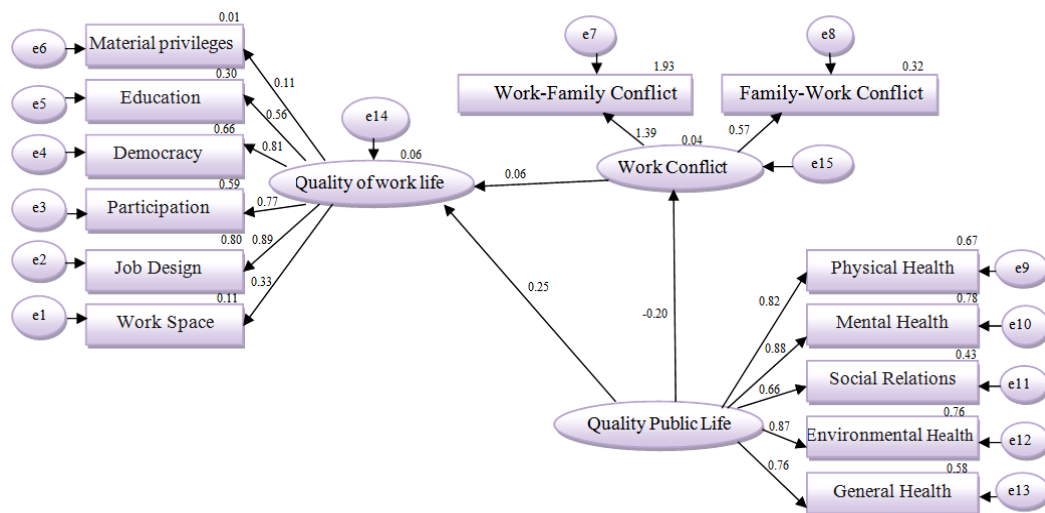 0.01
e6
Material privileges
0.11
0.30
e5
Education
0.56
0.66
e4
Democracy
0.81
0.59
e3
Participation
0.77
0.80
0.89
e2
Job Design
0.33
0.11
e1
Work Space
e14
0.06
Quality of work life
e7
1.93
Work-Family Conflict
e8
0.32
Family-Work Conflict
1.39
0.57
0.04
Work Conflict
e15
0.06
0.25
-0.20
Quality Public Life
0.67
Physical Health
e9
0.82
0.78
Mental Health
e10
0.88
0.43
Social Relations
e11
0.66
0.76
Environmental Health
e12
0.87
0.58
General Health
e13
0.76